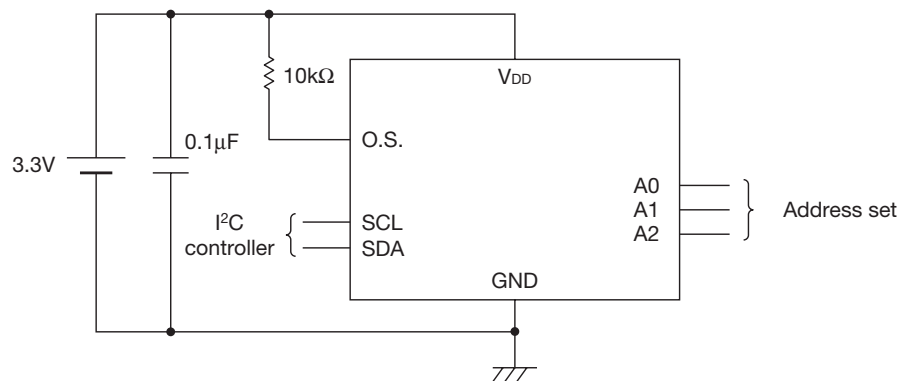 VDD
10kΩ
O.S.
0.1μF
3.3V
I²C
controller
SCL
SDA
A0
A1
A2
Address set
GND